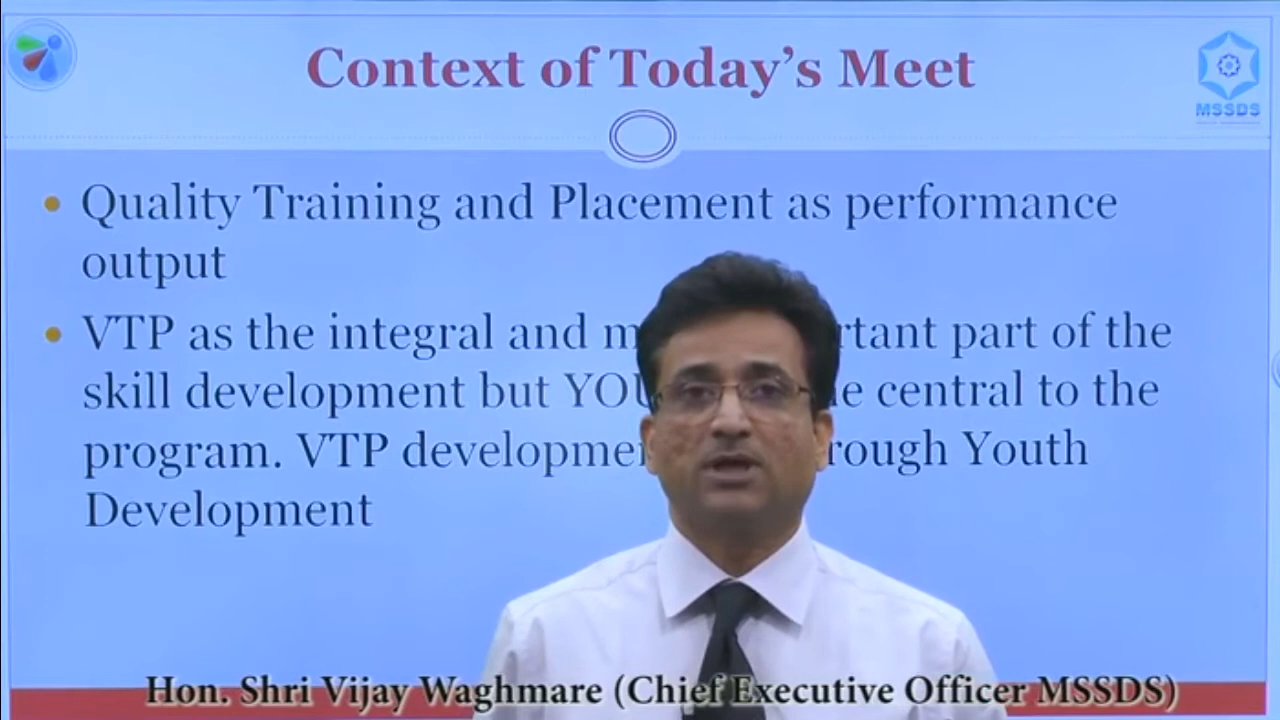 Context of Today's Meet
MSSDS
Quality Training and Placement as performance
output
VTP as the integral and m rtant part of the
skill development but YOU e central to the
program. VTP developme rough Youth
Development
Hon. Shri Vijay Waghmare (Chief Executive Officer MSSDS)